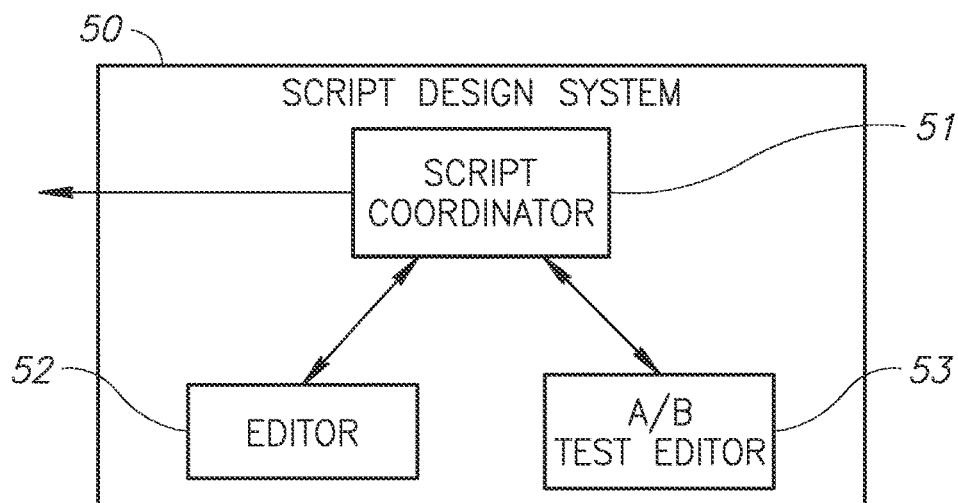 50
SCRIPT DESIGN SYSTEM
51
SCRIPT
COORDINATOR
52
EDITOR
A/B
TEST EDITOR
53